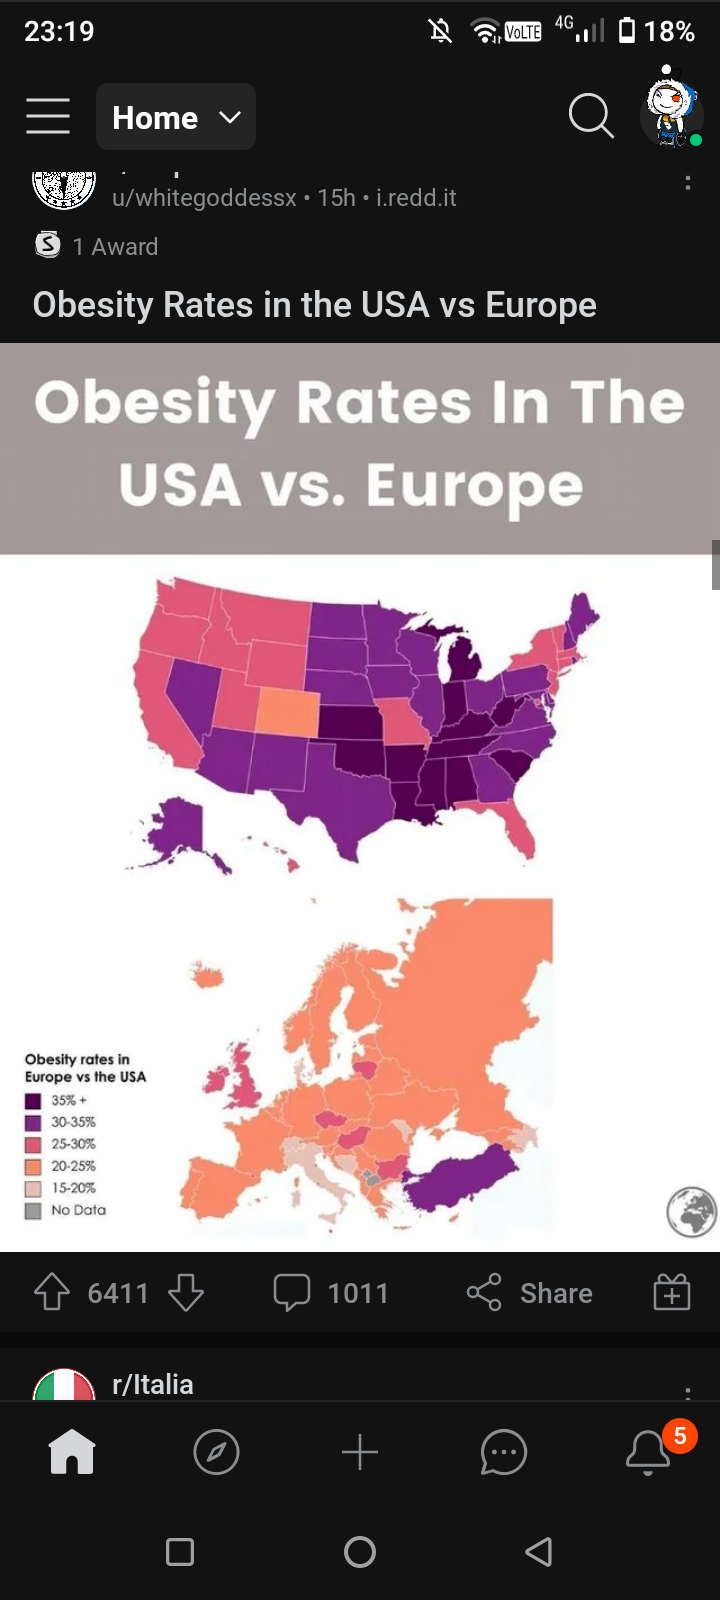 23:19
VoLTE
4G
18%
Home
u/whitegoddessx • 15h • i.redd.it
1 Award
Obesity Rates in the USA vs Europe
Obesity Rates In The
USA vs. Europe
Obesity rates in
Europe vs the USA
35% +
30-35%
25-30%
20-25%
15-20%
No Data
6411
1011
Share
r/Italia
5